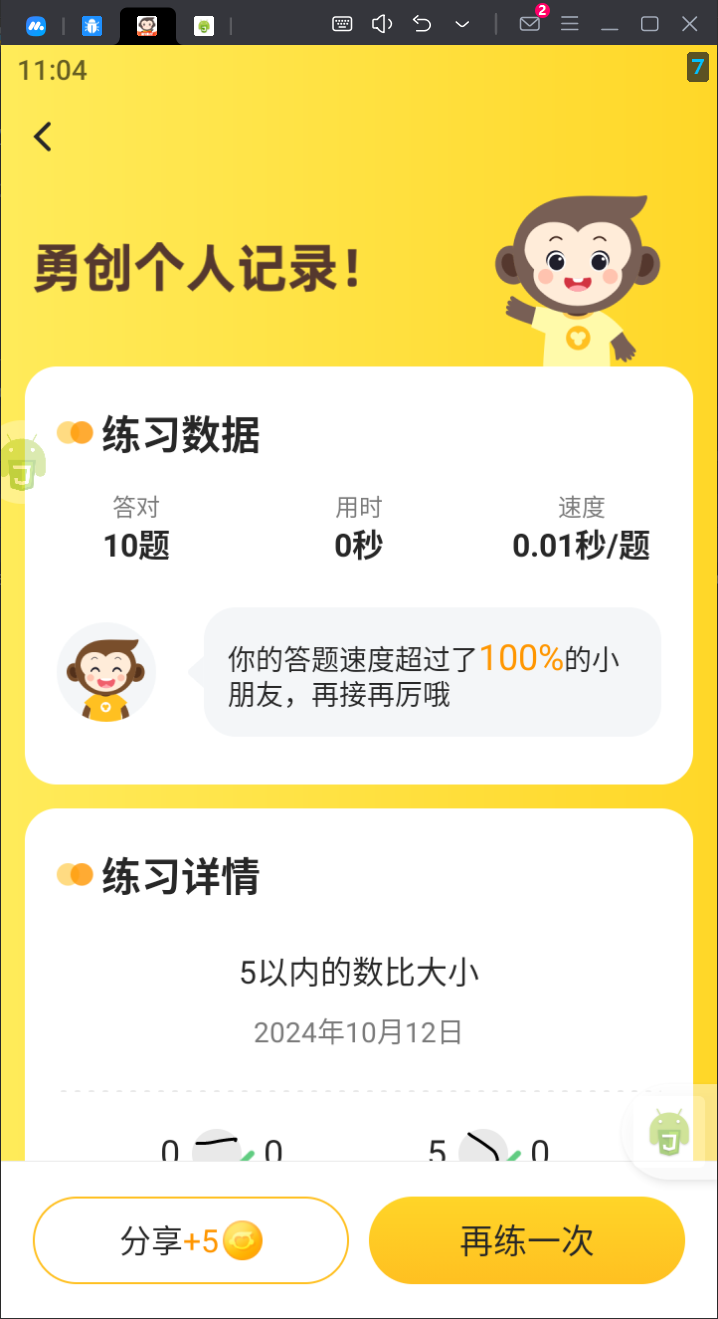 2
11:04
7
勇创个人记录！
练习数据
答对
用时
速度
10题
0秒
0.01秒/题
你的答题速度超过了100%的小
朋友，再接再厉哦
练习详情
5以内的数比大小
2024年10月12日
0 0
5 0
分享+5
再练一次